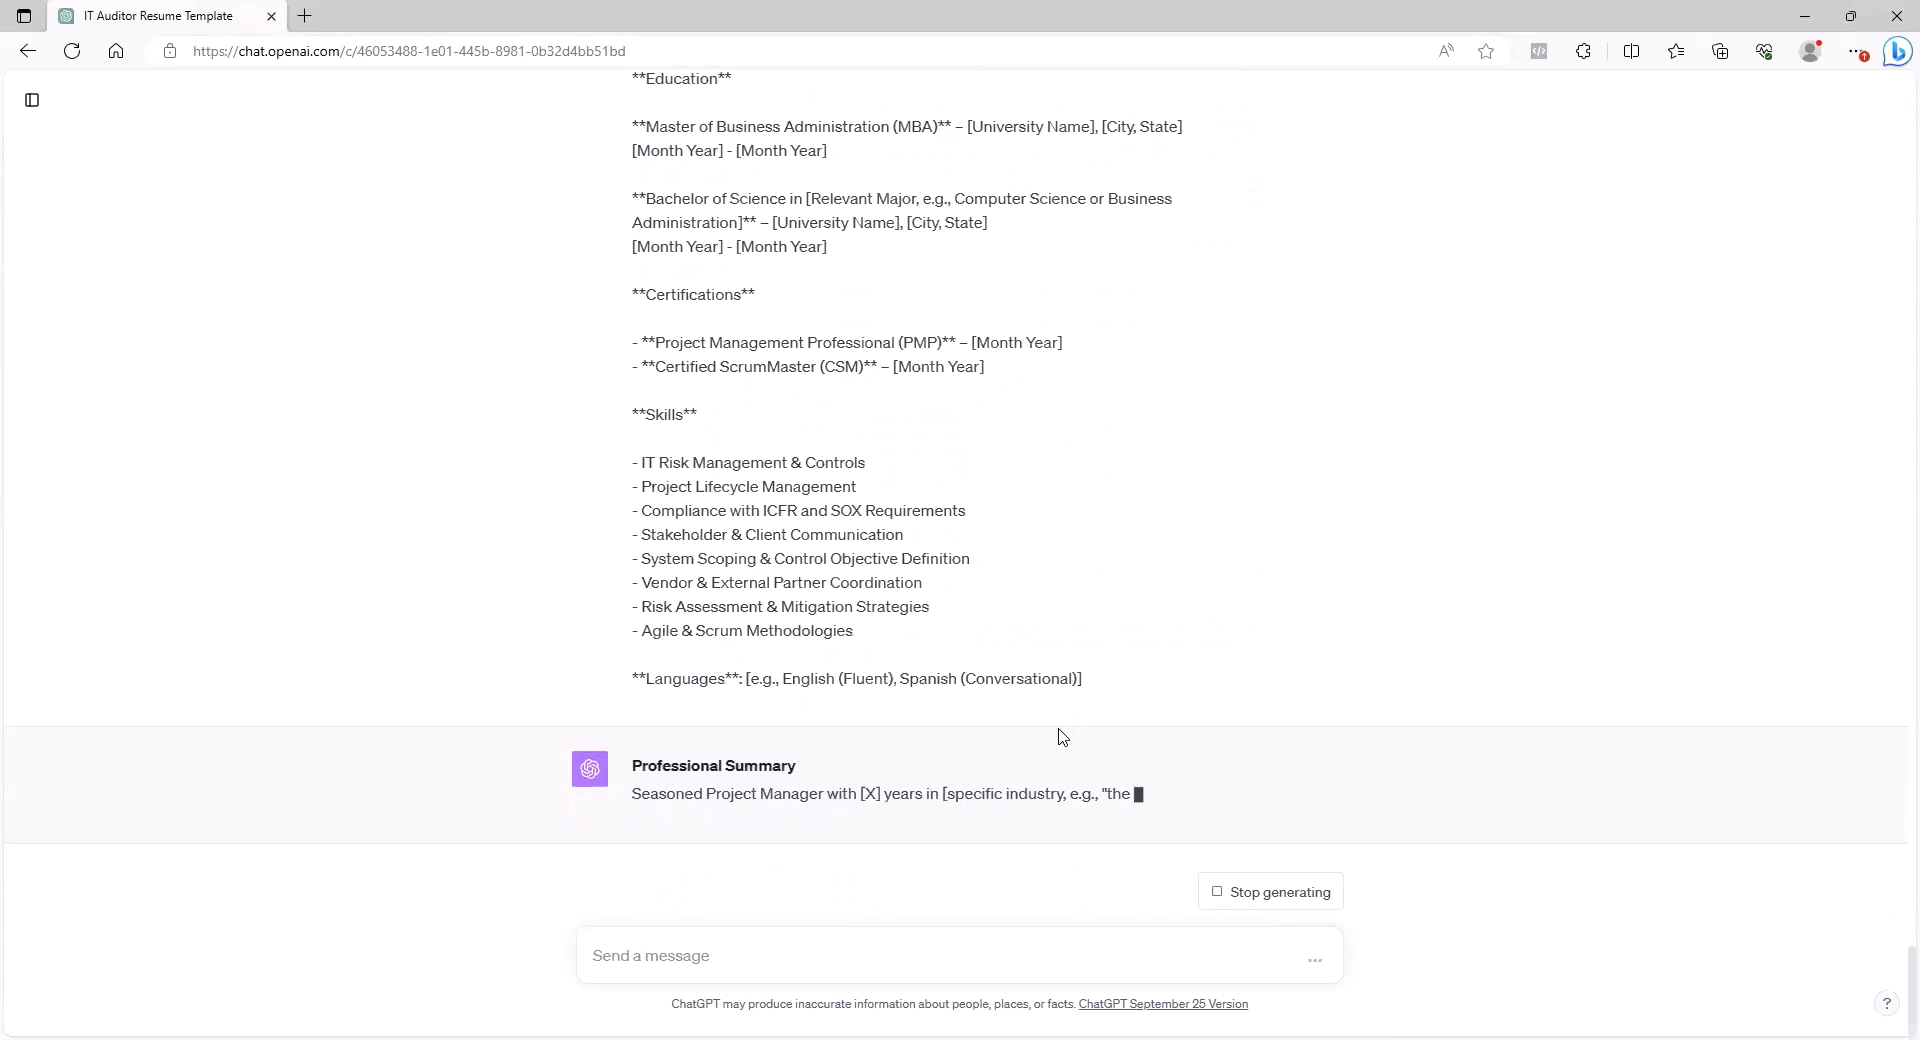 IT Auditor Resume Template
https://chat.openai.com/c/46053488-1e01-445b-8981-0b32d4bb51bd
**Education**
**Master of Business Administration (MBA)** – [University Name], [City, State]
[Month Year] - [Month Year]
**Bachelor of Science in [Relevant Major, e.g., Computer Science or Business
Administration]** – [University Name], [City, State]
[Month Year] - [Month Year]
**Certifications**
- **Project Management Professional (PMP)** – [Month Year]
- **Certified ScrumMaster (CSM)** – [Month Year]
**Skills**
- IT Risk Management & Controls
- Project Lifecycle Management
- Compliance with ICFR and SOX Requirements
- Stakeholder & Client Communication
- System Scoping & Control Objective Definition
- Vendor & External Partner Coordination
- Risk Assessment & Mitigation Strategies
- Agile & Scrum Methodologies
**Languages**: [e.g., English (Fluent), Spanish (Conversational)]
Professional Summary
Seasoned Project Manager with [X] years in [specific industry, e.g., "the
Stop generating
Send a message
ChatGPT may produce inaccurate information about people, places, or facts. ChatGPT September 25 Version
?